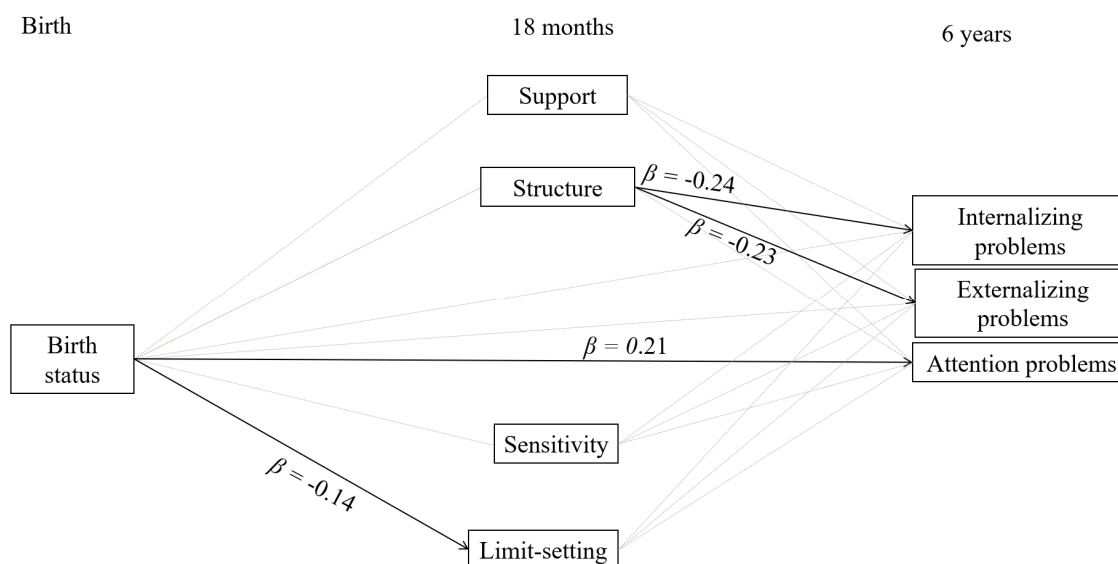 Birth
18 months
6 years
Support
Structure
β = -0.24
β = -0.23
Internalizing
problems
Externalizing
problems
Birth
status
β = 0.21
Attention problems
Sensitivity
β = -0.14
Limit-setting